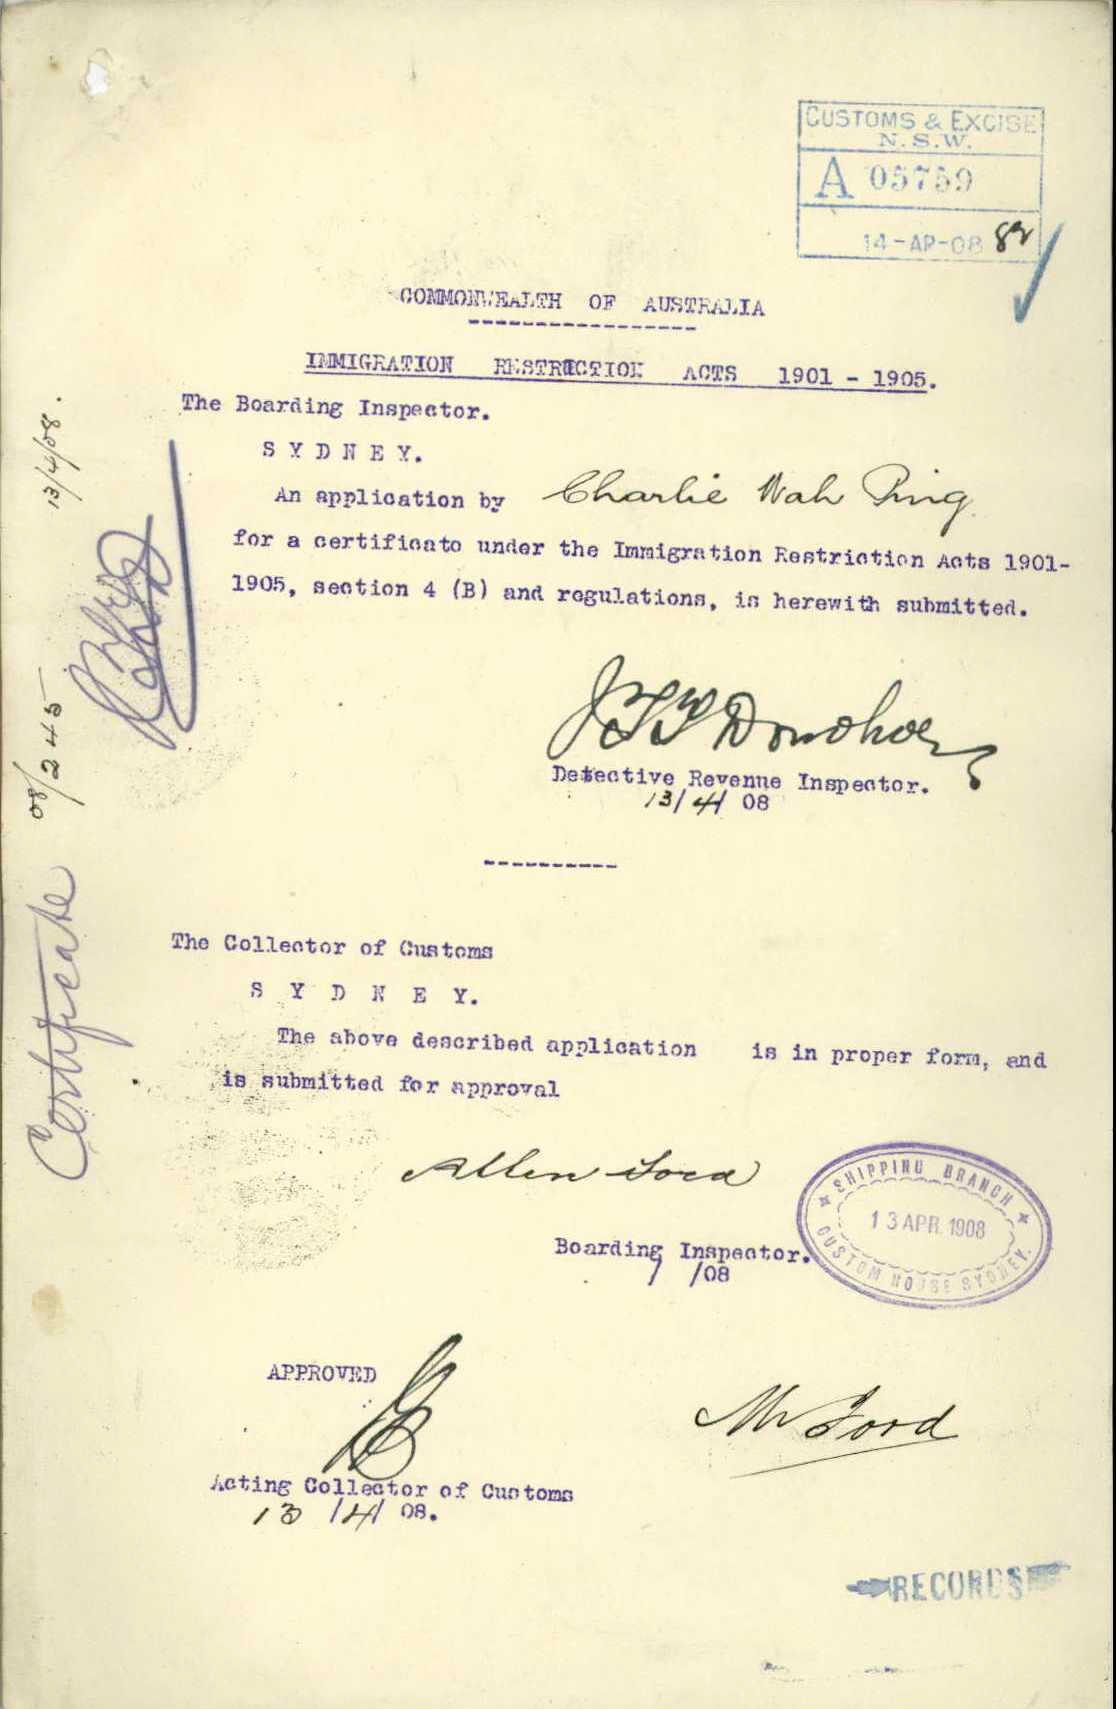 CUSTOMS & EXCISE
N.S.W.
A 05759
14-AP-08
COMMONWEALTH OF AUSTRALIA
IMMIGRATION RESTRICTION ACTS 1901 - 1905.
The Boarding Inspector.
SYDNEY.
An application by Charlie Wah Ping
for a certificate under the Immigration Restriction Acts 1901-
1905, section 4 (B) and regulations, is herewith submitted.
Donohoe
Detective Revenue Inspector.
13/4/08
The Collector of Customs
SYDNEY.
The above described application is in proper form, and
is submitted for approval
Allen Ford
Boarding Inspector.
/ /08
SHIPPING BRANCH
13 APR. 1908
CUSTOM HOUSE SYDNEY.
APPROVED
Mr Ford
Acting Collector of Customs
13/4/08.
RECORDS
Certificate 08/245 13/4/08.